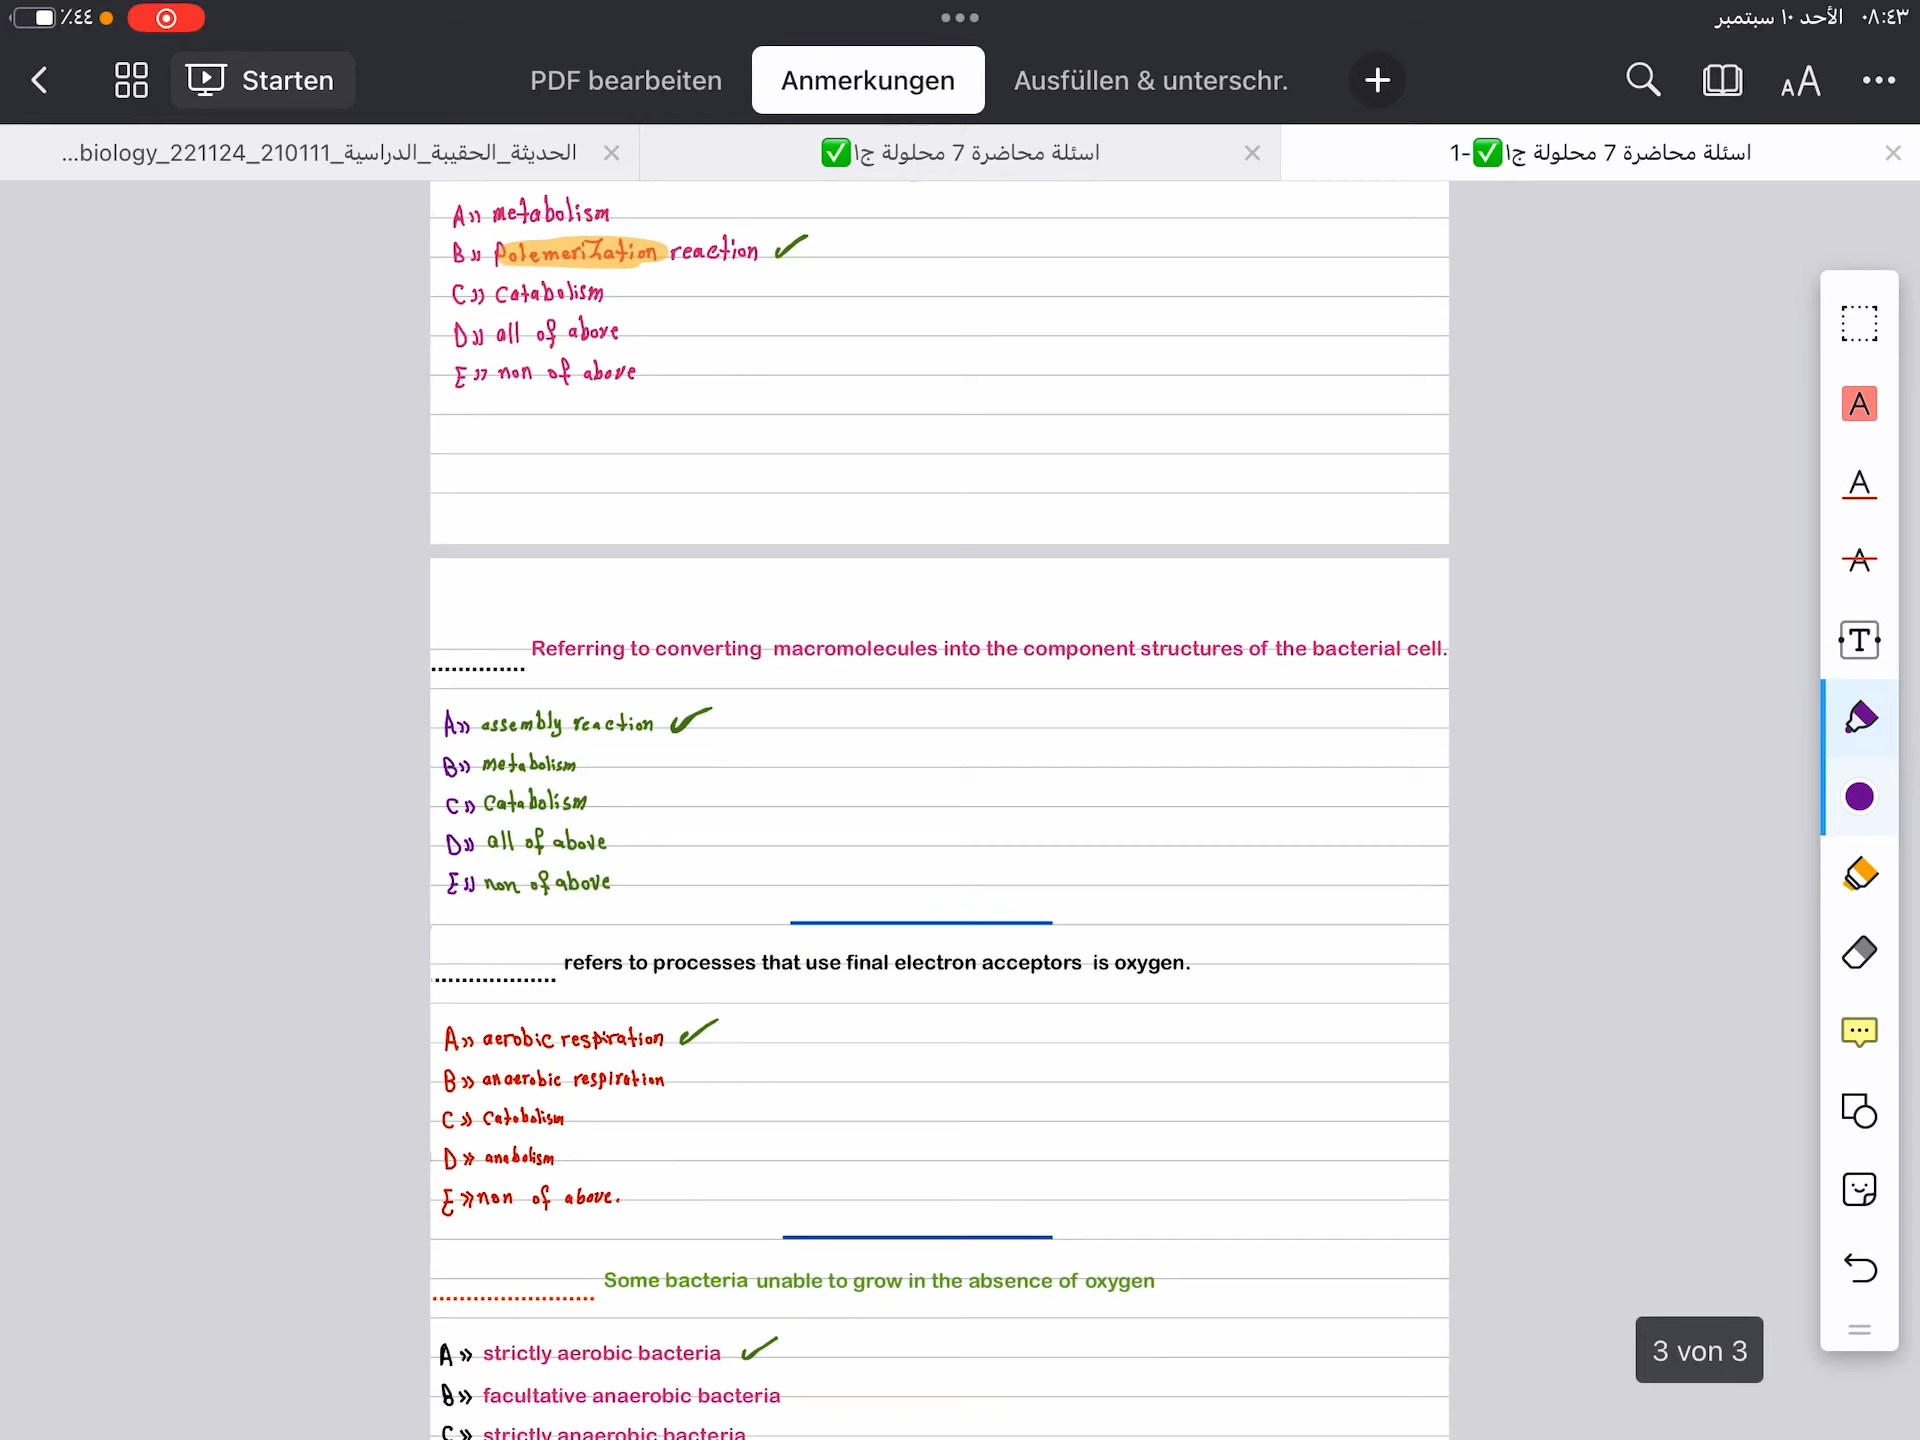 ٪٤٤
٠٨:٤٣ الأحد ١٠ سبتمبر
Starten
PDF bearbeiten
Anmerkungen
Ausfüllen & unterschr.
...biology_221124_210111_الحديثة_الحقيبة_الدراسية
اسئلة محاضرة 7 محلولة ج١✅
اسئلة محاضرة 7 محلولة ج١✅-1
A» metabolism
B» polemerization reaction ✓
C» catabolism
D» all of above
E» non of above
.............. Referring to converting macromolecules into the component structures of the bacterial cell.
A» assembly reaction ✓
B» metabolism
C» catabolism
D» all of above
E» non of above
................... refers to processes that use final electron acceptors is oxygen.
A» aerobic respiration ✓
B» anaerobic respiration
C» catabolism
D» anabolism
E» non of above.
........................ Some bacteria unable to grow in the absence of oxygen
A» strictly aerobic bacteria ✓
B» facultative anaerobic bacteria
C» strictly anaerobic bacteria
3 von 3